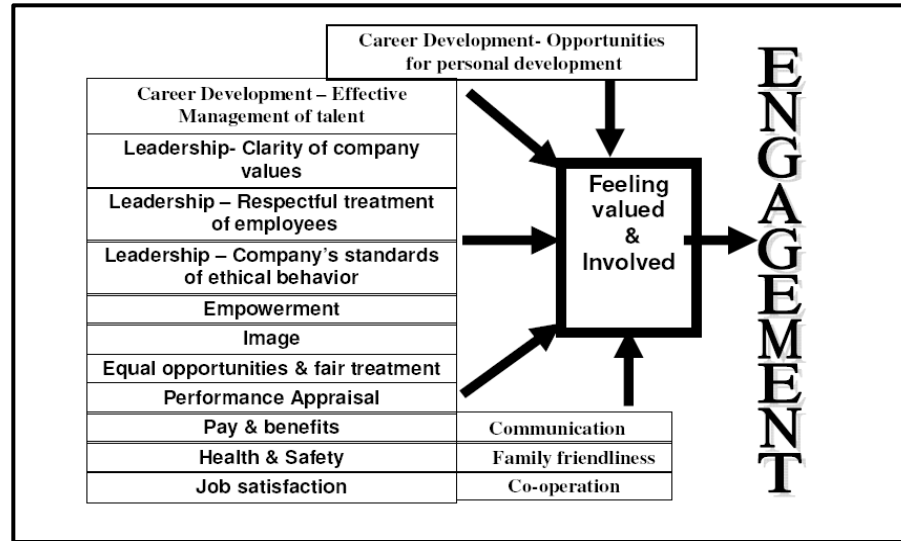 Career Development- Opportunities
for personal development
Career Development – Effective
Management of talent
Leadership- Clarity of company
values
Leadership – Respectful treatment
of employees
Leadership – Company's standards
of ethical behavior
Empowerment
Image
Equal opportunities & fair treatment
Performance Appraisal
Pay & benefits
Health & Safety
Job satisfaction
Communication
Family friendliness
Co-operation
Feeling
valued
&
Involved
ENGAGEMENT